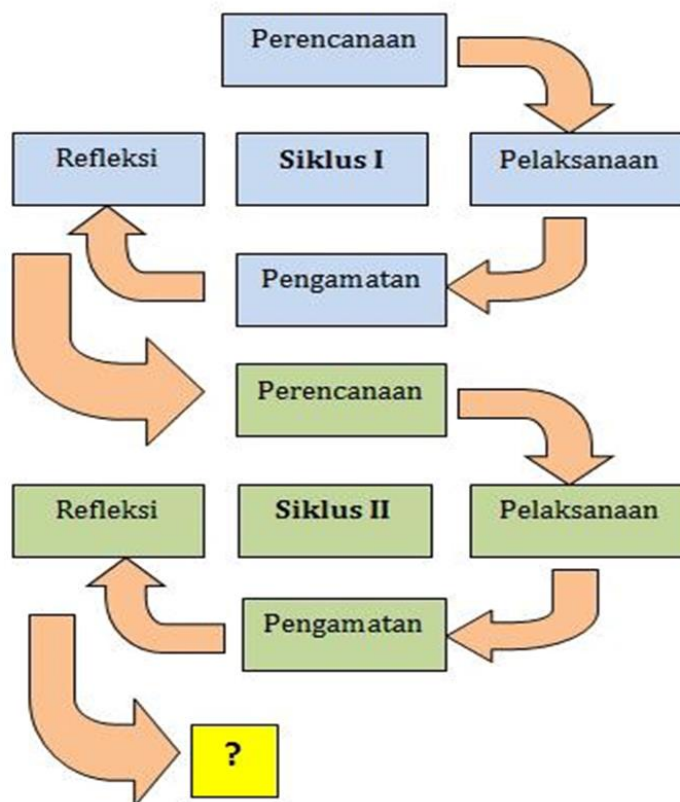 Perencanaan
Refleksi
Siklus I
Pelaksanaan
Pengamatan
Perencanaan
Refleksi
Siklus II
Pelaksanaan
Pengamatan
?